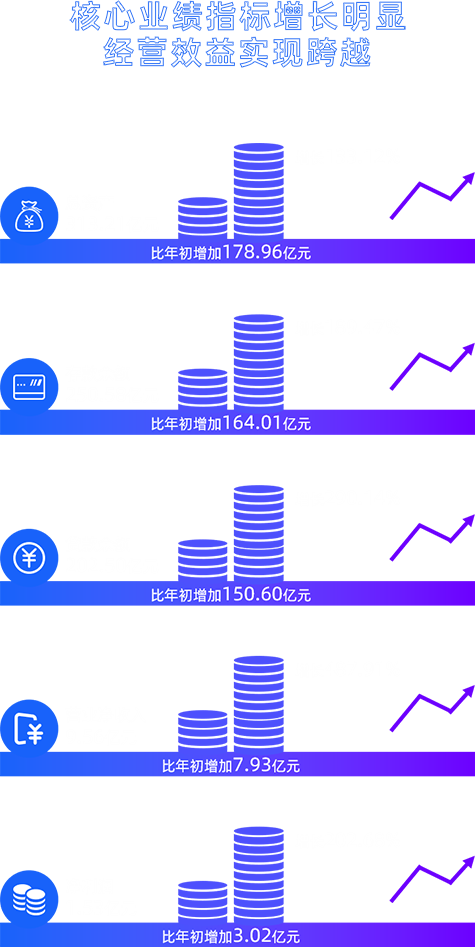 核心业绩指标增长明显
经营效益实现跨越
比年初增加178.96亿元
比年初增加164.01亿元
比年初增加150.60亿元
比年初增加7.93亿元
比年初增加3.02亿元